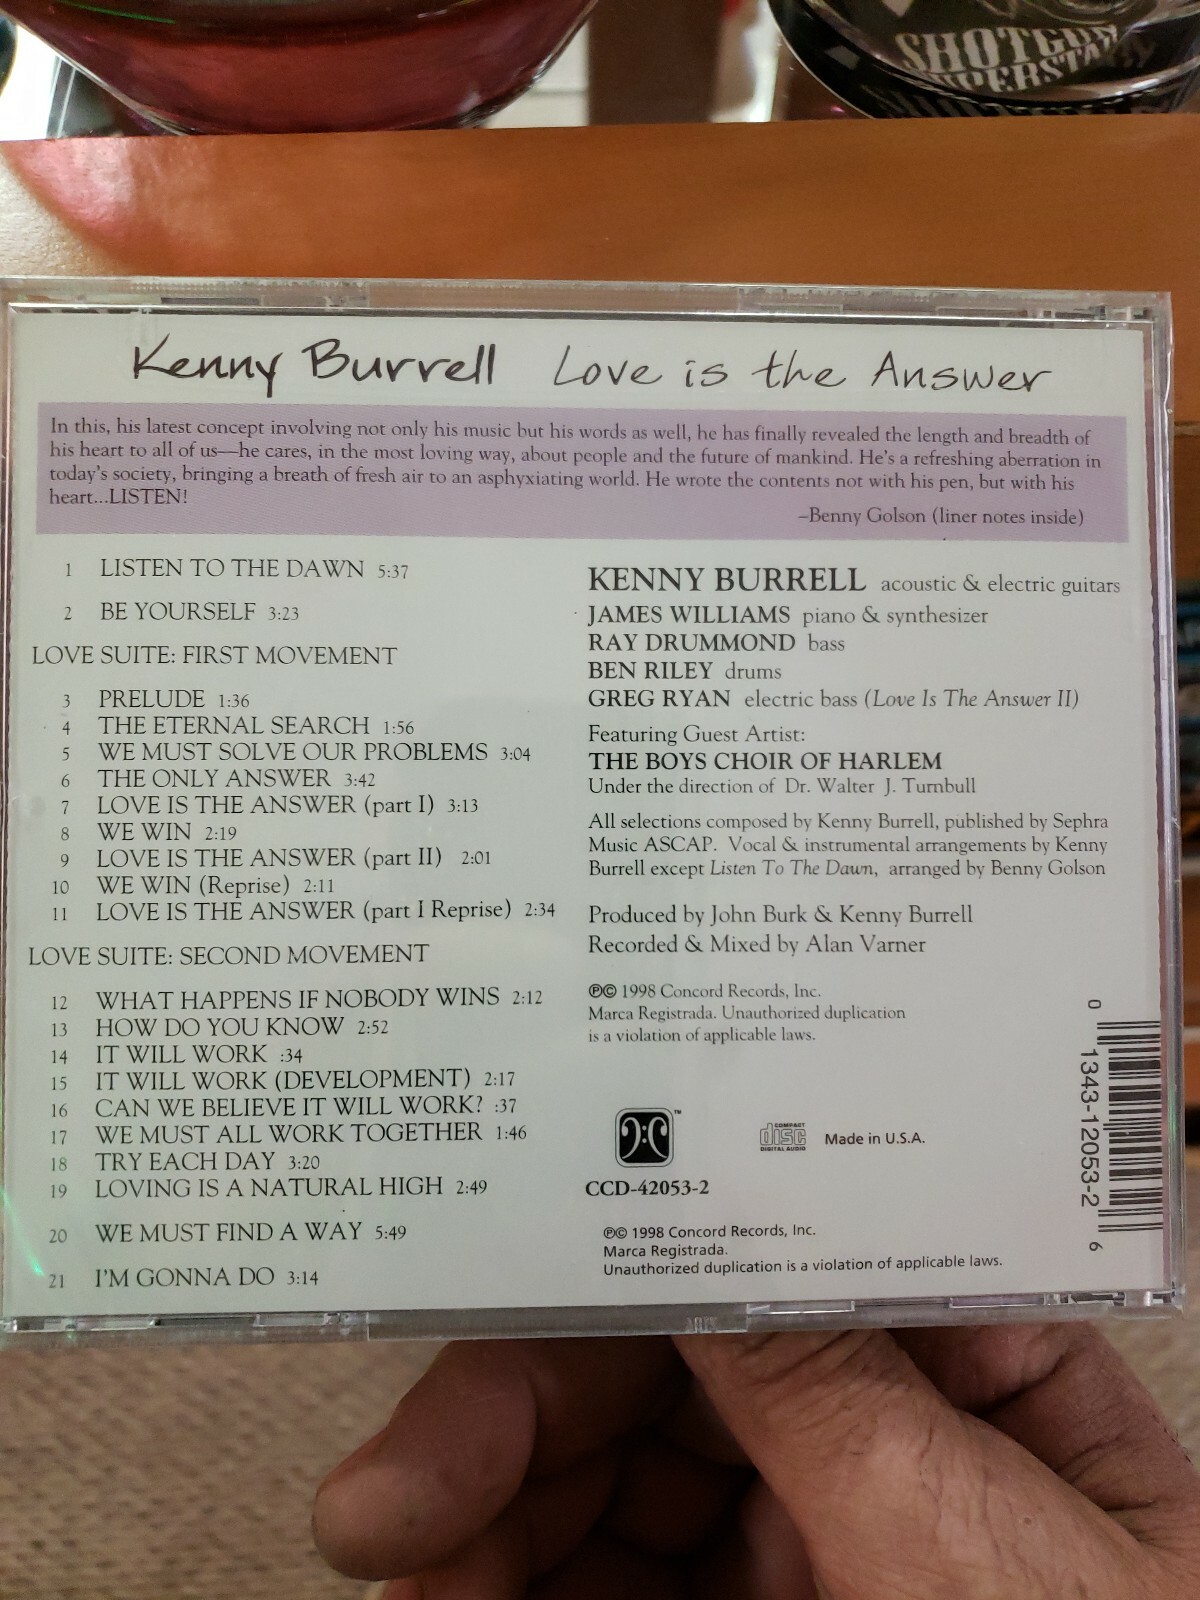 SHOTGUN
Kenny Burrell Love is the Answer
In this, his latest concept involving not only his music but his words as well, he has finally revealed the length and breadth of
his heart to all of us—he cares, in the most loving way, about people and the future of mankind. He's a refreshing aberration in
today's society, bringing a breath of fresh air to an asphyxiating world. He wrote the contents not with his pen, but with his
heart...LISTEN!
–Benny Golson (liner notes inside)
1 LISTEN TO THE DAWN 5:37
2 BE YOURSELF 3:23
LOVE SUITE: FIRST MOVEMENT
3 PRELUDE 1:36
4 THE ETERNAL SEARCH 1:56
5 WE MUST SOLVE OUR PROBLEMS 3:04
6 THE ONLY ANSWER 3:42
7 LOVE IS THE ANSWER (part I) 3:13
8 WE WIN 2:19
9 LOVE IS THE ANSWER (part II) 2:01
10 WE WIN (Reprise) 2:11
11 LOVE IS THE ANSWER (part I Reprise) 2:34
LOVE SUITE: SECOND MOVEMENT
12 WHAT HAPPENS IF NOBODY WINS 2:12
13 HOW DO YOU KNOW 2:52
14 IT WILL WORK :34
15 IT WILL WORK (DEVELOPMENT) 2:17
16 CAN WE BELIEVE IT WILL WORK? :37
17 WE MUST ALL WORK TOGETHER 1:46
18 TRY EACH DAY 3:20
19 LOVING IS A NATURAL HIGH 2:49
20 WE MUST FIND A WAY 5:49
21 I'M GONNA DO 3:14
KENNY BURRELL acoustic & electric guitars
JAMES WILLIAMS piano & synthesizer
RAY DRUMMOND bass
BEN RILEY drums
GREG RYAN electric bass (Love Is The Answer II)
Featuring Guest Artist:
THE BOYS CHOIR OF HARLEM
Under the direction of Dr. Walter J. Turnbull
All selections composed by Kenny Burrell, published by Sephra
Music ASCAP. Vocal & instrumental arrangements by Kenny
Burrell except Listen To The Dawn, arranged by Benny Golson
Produced by John Burk & Kenny Burrell
Recorded & Mixed by Alan Varner
℗© 1998 Concord Records, Inc.
Marca Registrada. Unauthorized duplication
is a violation of applicable laws.
™
COMPACT
disc
DIGITAL AUDIO
Made in U.S.A.
CCD-42053-2
℗© 1998 Concord Records, Inc.
Marca Registrada.
Unauthorized duplication is a violation of applicable laws.
0 1343-12053-2 6